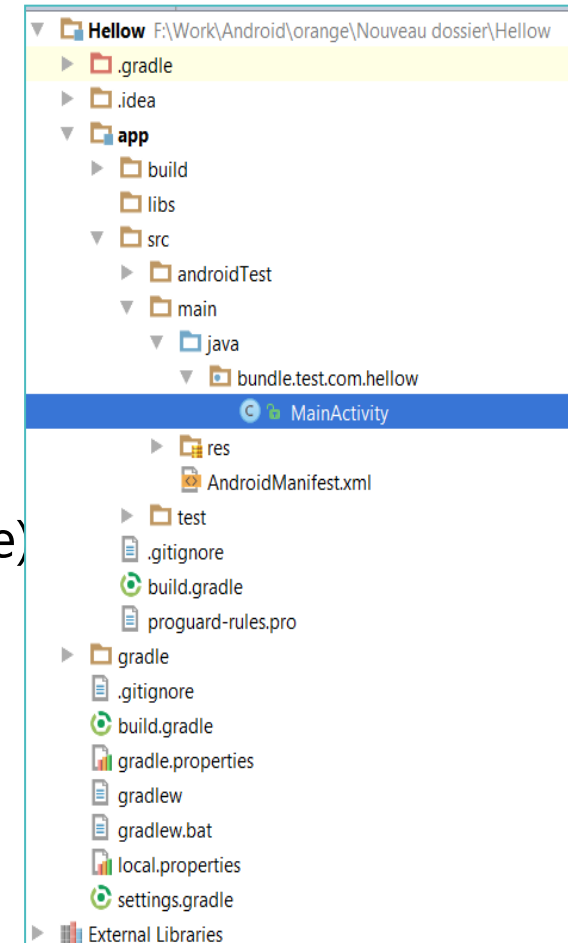 Hellow F:\Work\Android\orange\Nouveau dossier\Hellow
.gradle
.idea
app
build
libs
src
androidTest
main
java
bundle.test.com.hellow
C MainActivity
res
<> AndroidManifest.xml
test
e)
.gitignore
build.gradle
proguard-rules.pro
gradle
.gitignore
build.gradle
gradle.properties
gradlew
gradlew.bat
local.properties
settings.gradle
External Libraries